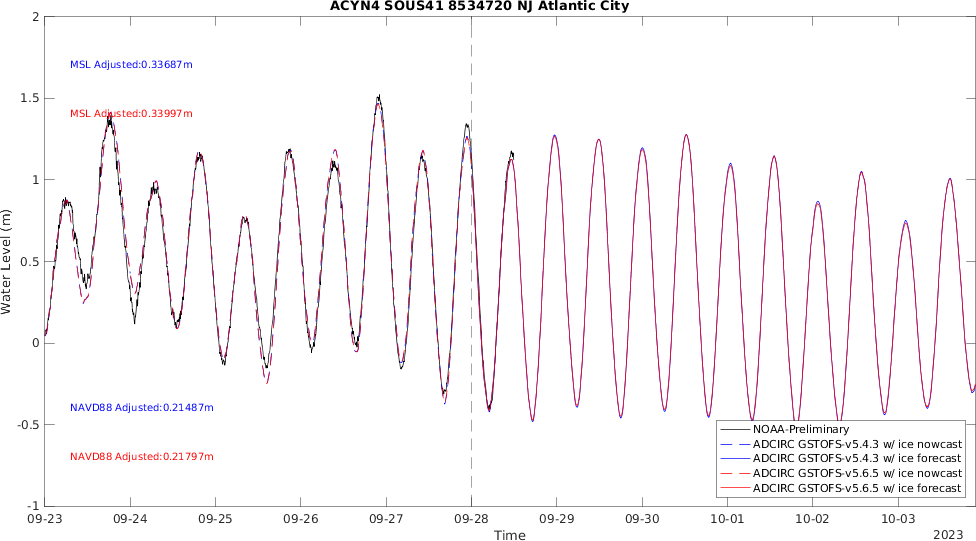 ACYN4 SOUS41 8534720 NJ Atlantic City
2
1.5
1
0.5
0
-0.5
-1
Water Level (m)
MSL Adjusted:0.33687m
MSL Adjusted:0.33997m
NAVD88 Adjusted:0.21487m
NAVD88 Adjusted:0.21797m
NOAA-Preliminary
ADCIRC GSTOFS-v5.4.3 w/ ice nowcast
ADCIRC GSTOFS-v5.4.3 w/ ice forecast
ADCIRC GSTOFS-v5.6.5 w/ ice nowcast
ADCIRC GSTOFS-v5.6.5 w/ ice forecast
09-23 09-24 09-25 09-26 09-27 09-28 09-29 09-30 10-01 10-02 10-03
Time
2023